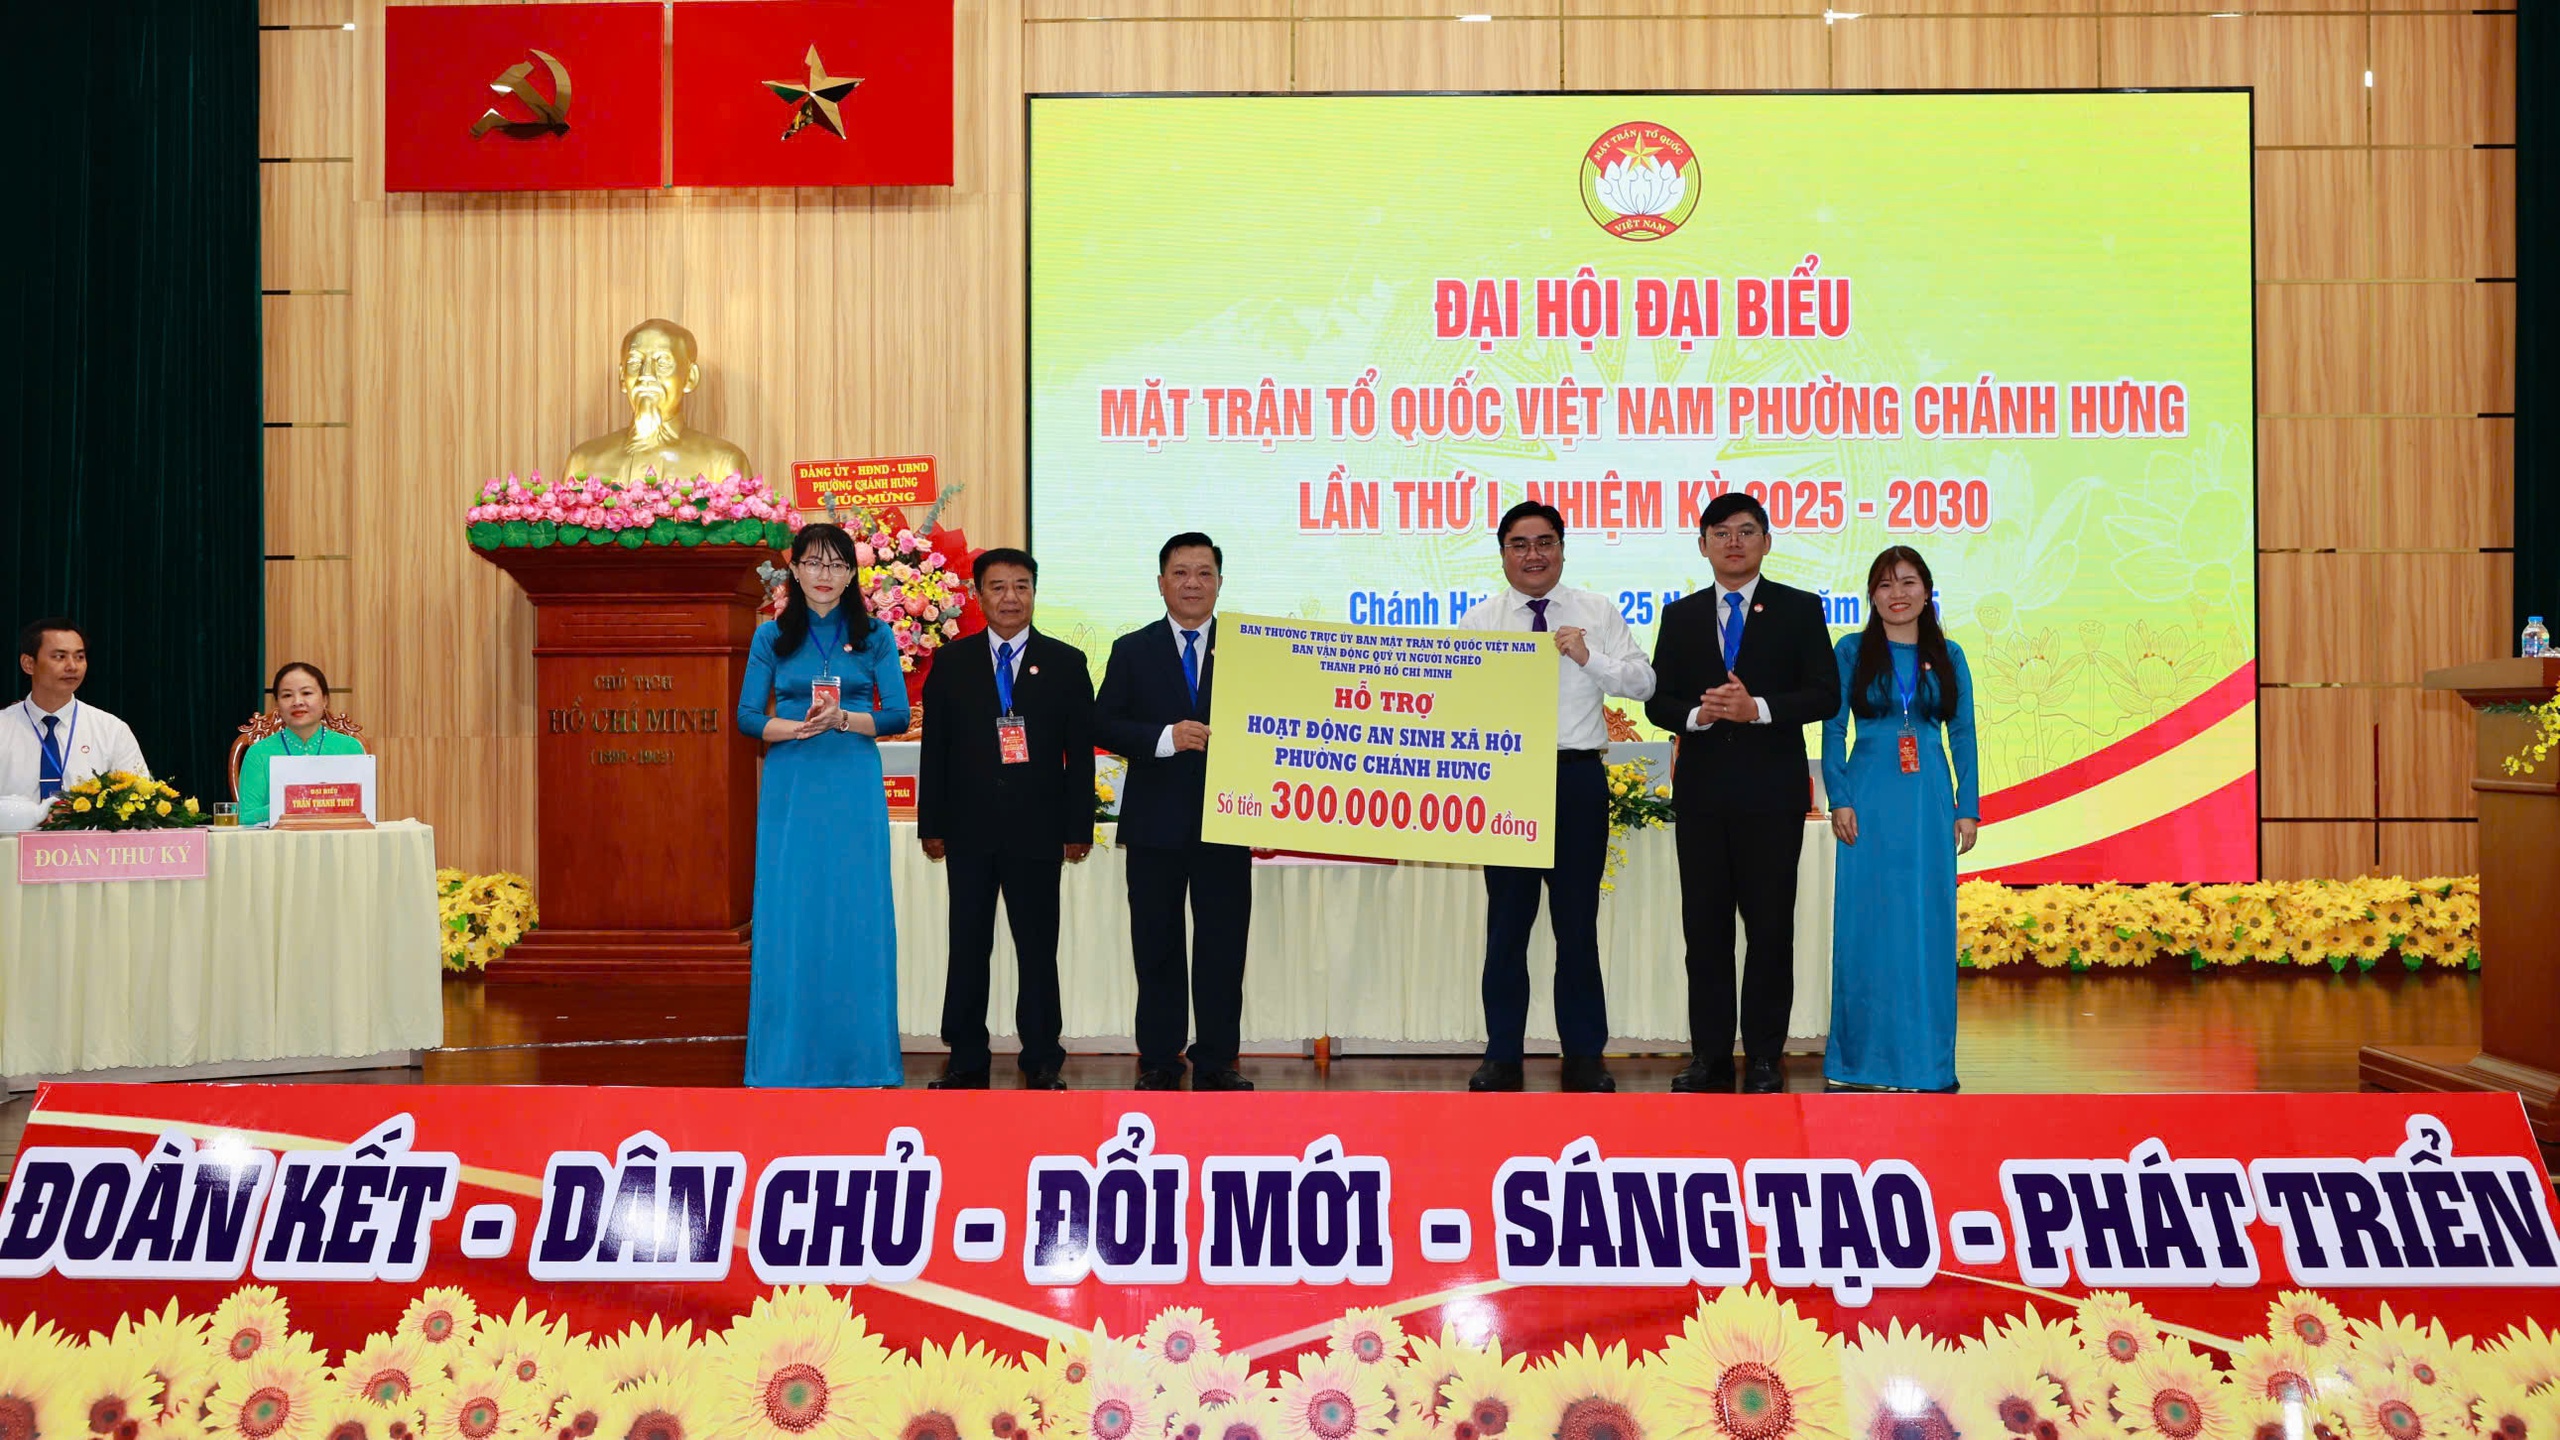 MẶT TRẬN TỔ QUỐC
VIỆT NAM
ĐẠI HỘI ĐẠI BIỂU
MẶT TRẬN TỔ QUỐC VIỆT NAM PHƯỜNG CHÁNH HƯNG
LẦN THỨ I, NHIỆM KỲ 2025 - 2030
Chánh 25
ĐẢNG ỦY - HĐND - UBND
PHƯỜNG CHÁNH HƯNG
CHÚC MỪNG
CHỦ TỊCH
HỒ CHÍ MINH
(1890 - 1969)
BAN THƯỜNG TRỰC ỦY BAN MẶT TRẬN TỔ QUỐC VIỆT NAM
BAN VẬN ĐỘNG QUỸ VÌ NGƯỜI NGHÈO
THÀNH PHỐ HỒ CHÍ MINH
HỖ TRỢ
HOẠT ĐỘNG AN SINH XÃ HỘI
PHƯỜNG CHÁNH HƯNG
Số tiền 300.000.000 đồng
ĐẠI BIỂU
TRẦN THANH THÚY
THÁI
ĐOÀN THƯ KÝ
ĐOÀN KẾT - DÂN CHỦ - ĐỔI MỚI - SÁNG TẠO - PHÁT TRIỂN